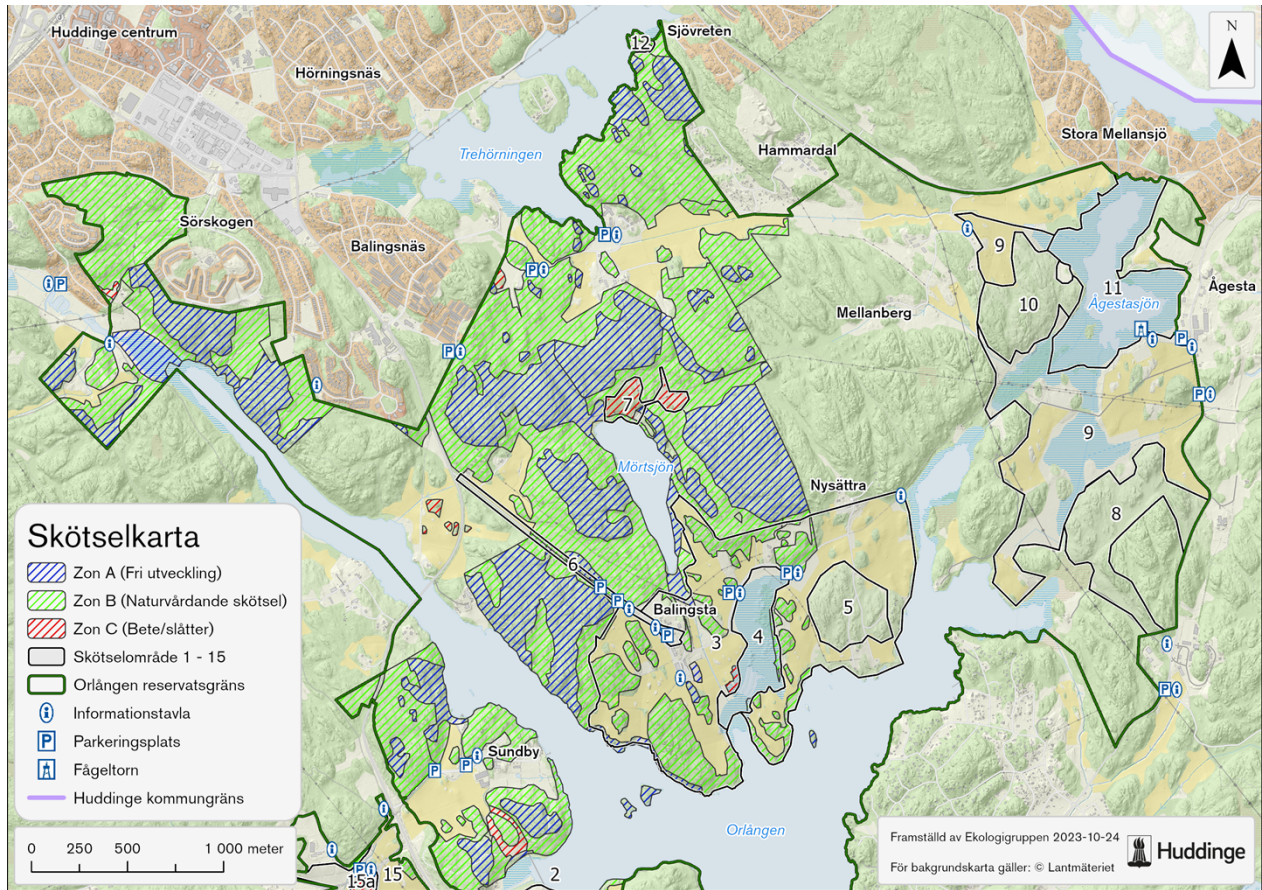 Huddinge centrum
Sjövreten
12
Hörningsnäs
N
Stora Mellansjö
Trehörningen
Hammardal
Sörskogen
Balingsnäs
P
9
Ågesta
11
Ågestasjön
10
Mellanberg
P
P
P
P
P
P
7
9
Mörtsjön
Nysättra
8
6
P
P
P
P
5
Balingsta
P
3
4
P
Sundby
P
P
Orlången
2
15
15a
P
Skötselkarta
Zon A (Fri utveckling)
Zon B (Naturvårdande skötsel)
Zon C (Bete/slåtter)
Skötselområde 1 - 15
Orlången reservatsgräns
Informationstavla
P Parkeringsplats
Fågeltorn
Huddinge kommungräns
0 250 500 1 000 meter
Framställd av Ekologigruppen 2023-10-24
För bakgrundskarta gäller: © Lantmäteriet
Huddinge